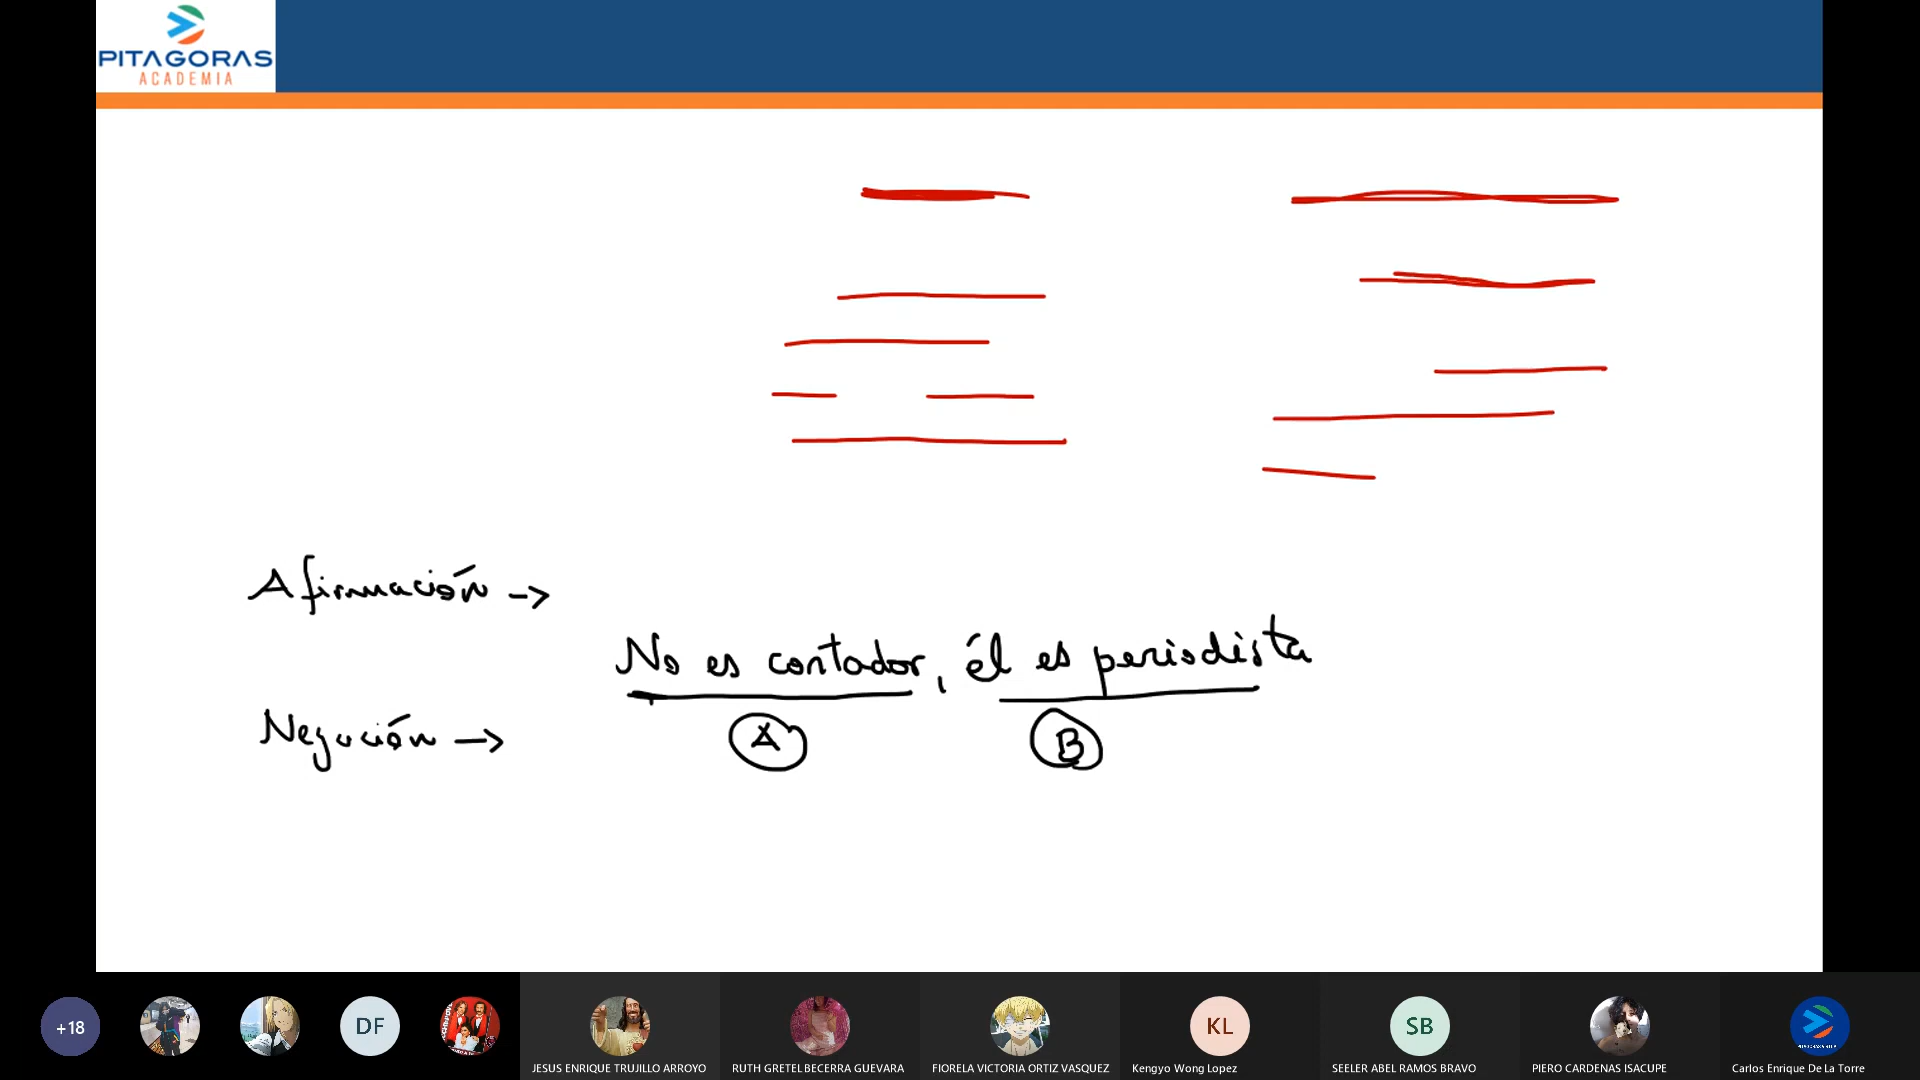 PITAGORAS
ACADEMIA
Afirmación →
No es contador, él es periodista
Negación →
A
B
+18
DF
KL
SB
JESUS ENRIQUE TRUJILLO ARROYO
RUTH GRETEL BECERRA GUEVARA
FIORELA VICTORIA ORTIZ VASQUEZ
Kengyo Wong Lopez
SEELER ABEL RAMOS BRAVO
PIERO CARDENAS ISACUPE
Carlos Enrique De La Torre